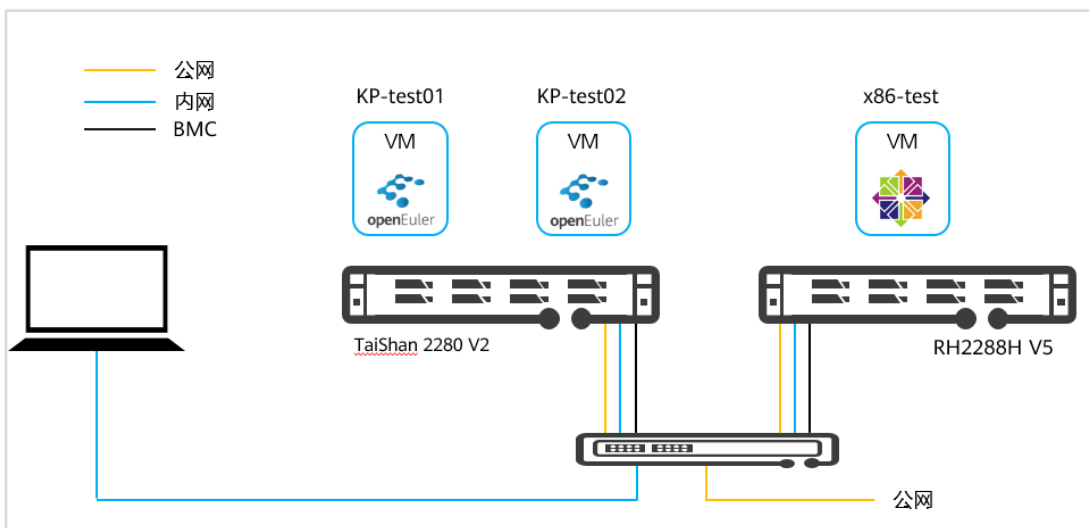 公网
内网
BMC
KP-test01
KP-test02
x86-test
VM
VM
VM
openEuler
openEuler
TaiShan 2280 V2
RH2288H V5
公网